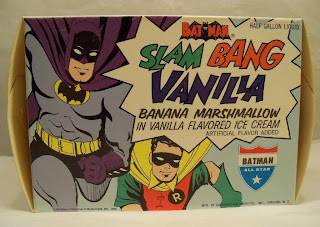 BATMAN
HALF GALLON LIQUID
SLAM BANG
VANILLA
BANANA MARSHMALLOW
IN VANILLA FLAVORED ICE CREAM
ARTIFICIAL FLAVOR ADDED
BATMAN
ALL STAR
R